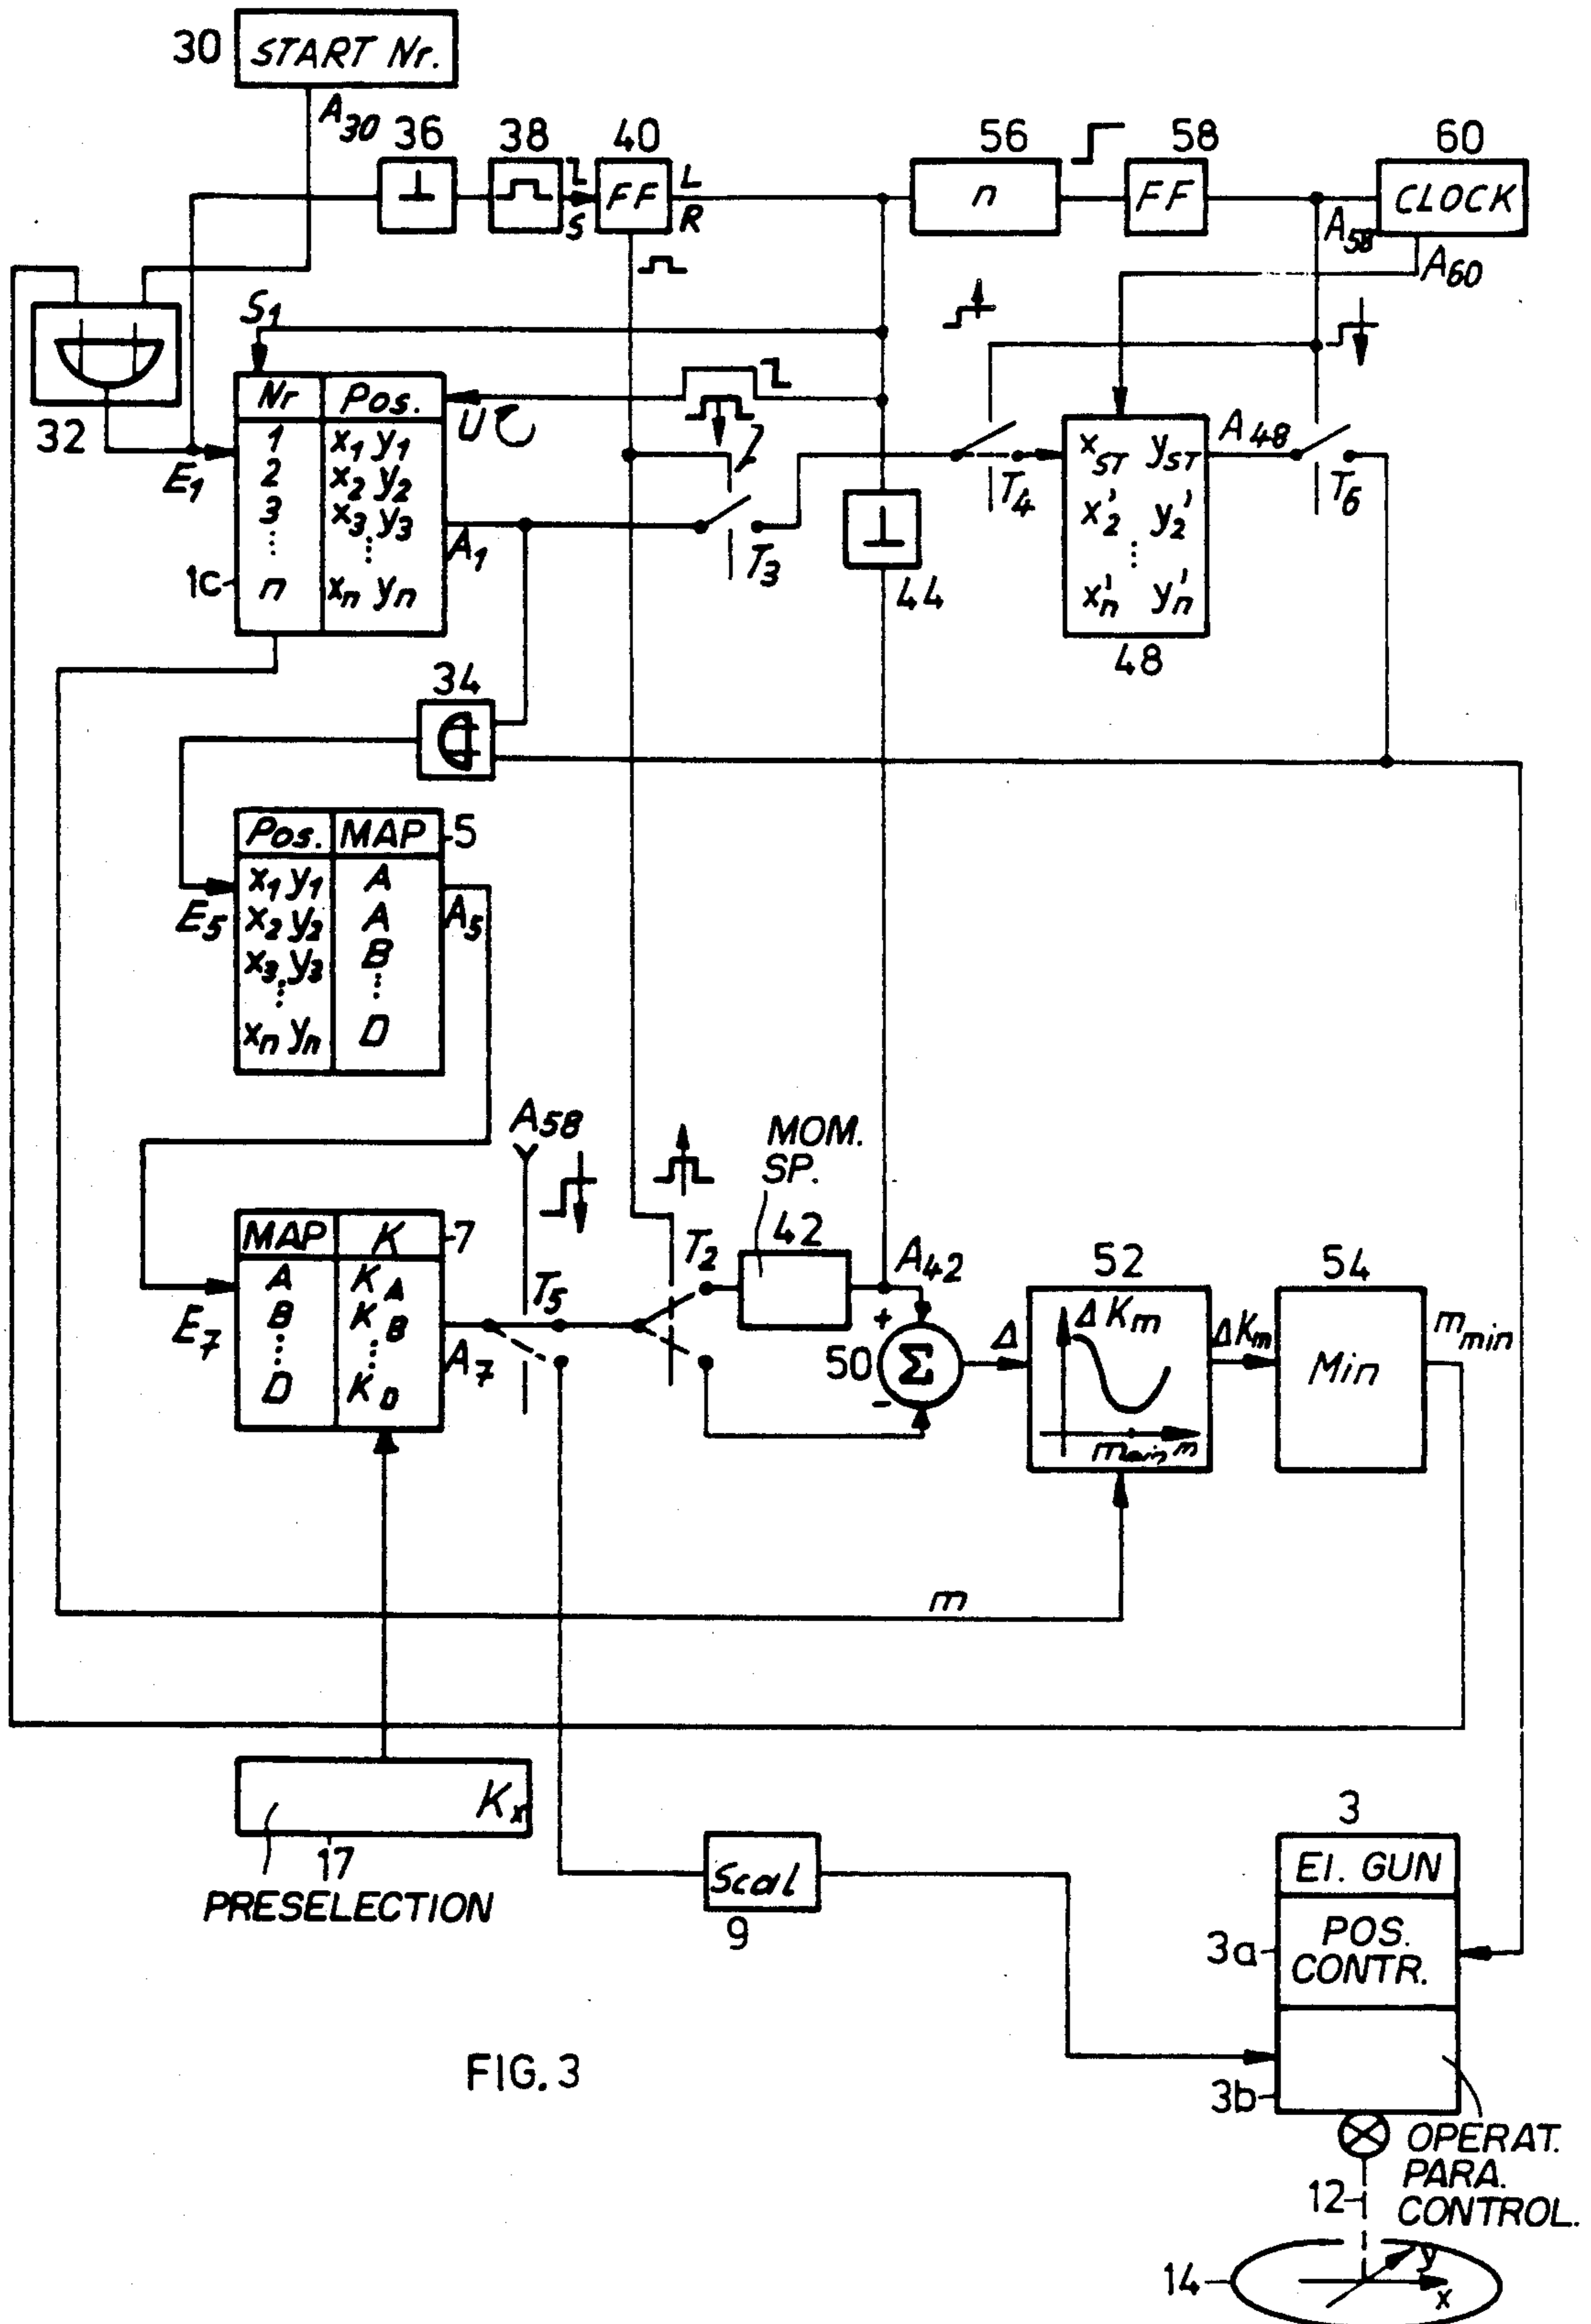 30 START Nr.
A30
36 38 40 56 58 60
⊥ FF n FF CLOCK
L
S
L
R
A58
A60
S1
32
Nr Pos.
1 x1 y1
2 x2 y2
3 x3 y3
⋮ ⋮
n xn yn
E1
1c
A1
U
T3
T4
44
⊥
xST yST
x2' y2'
⋮
xn' yn'
48
A48
T6
34
Pos. MAP 5
x1 y1 A
x2 y2 A
x3 y3 B
⋮ ⋮
xn yn D
E5
A5
A58
MOM.
SP.
42
MAP K 7
A KA
B KB
⋮ ⋮
D KD
E7
A7
T5
T2
A42
+
50 Σ
-
Δ
52
ΔKm
mmin m
ΔKm
54
Min
mmin
m
Kx
17
PRESELECTION
Scal
9
3
El. GUN
3a POS.
CONTR.
3b
OPERAT.
PARA.
CONTROL.
12
14
y
x
FIG. 3